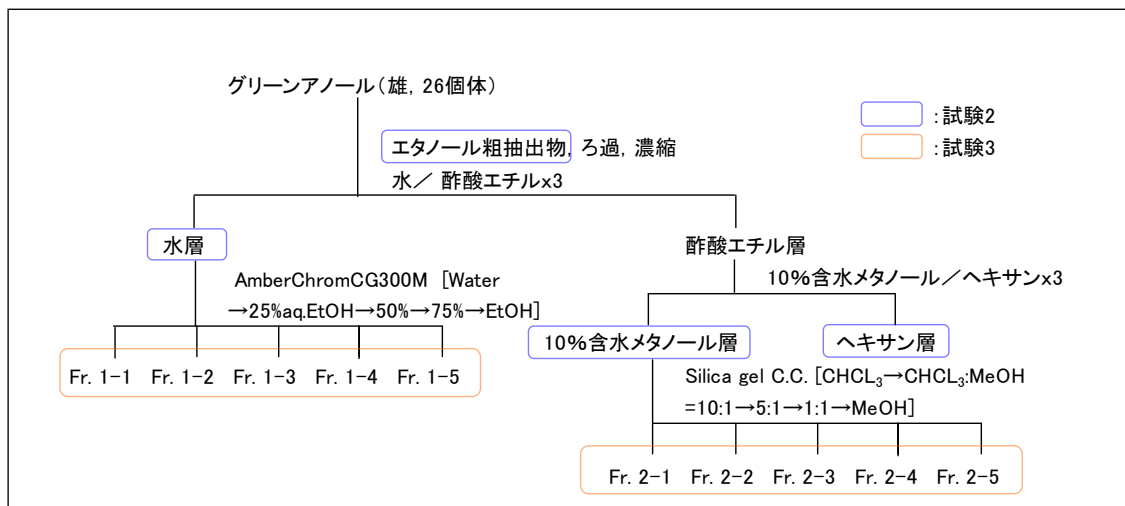 グリーンアノール（雄，26個体）
：試験2
：試験3
エタノール粗抽出物，ろ過，濃縮
水／ 酢酸エチルx3
水層
酢酸エチル層
AmberChromCG300M [Water
→25%aq.EtOH→50%→75%→EtOH]
10%含水メタノール／ヘキサンx3
10%含水メタノール層
ヘキサン層
Fr. 1-1 Fr. 1-2 Fr. 1-3 Fr. 1-4 Fr. 1-5
Silica gel C.C. [CHCL3→CHCL3:MeOH
=10:1→5:1→1:1→MeOH]
Fr. 2-1 Fr. 2-2 Fr. 2-3 Fr. 2-4 Fr. 2-5